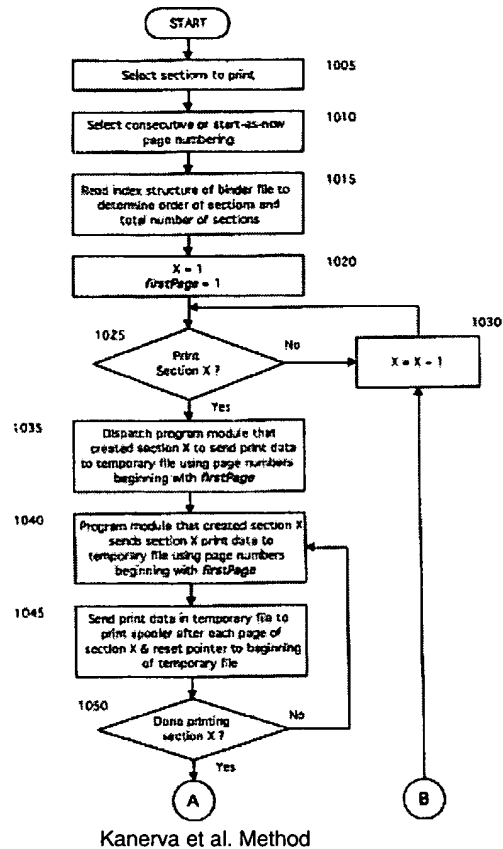 START
Select sections to print
1005
Select consecutive or start-as-now
page numbering
1010
Read index structure of binder file to
determine order of sections and
total number of sections
1015
X = 1
firstPage = 1
1020
1025
Print
Section X ?
No
Yes
1030
X = X - 1
1035
Dispatch program module that
created section X to send print data
to temporary file using page numbers
beginning with firstPage
1040
Program module that created section X
sends section X print data to
temporary file using page numbers
beginning with firstPage
1045
Send print data in temporary file to
print spooler after each page of
section X & reset pointer to beginning
of temporary file
1050
Done printing
section X ?
No
Yes
A
B
Kanerva et al. Method